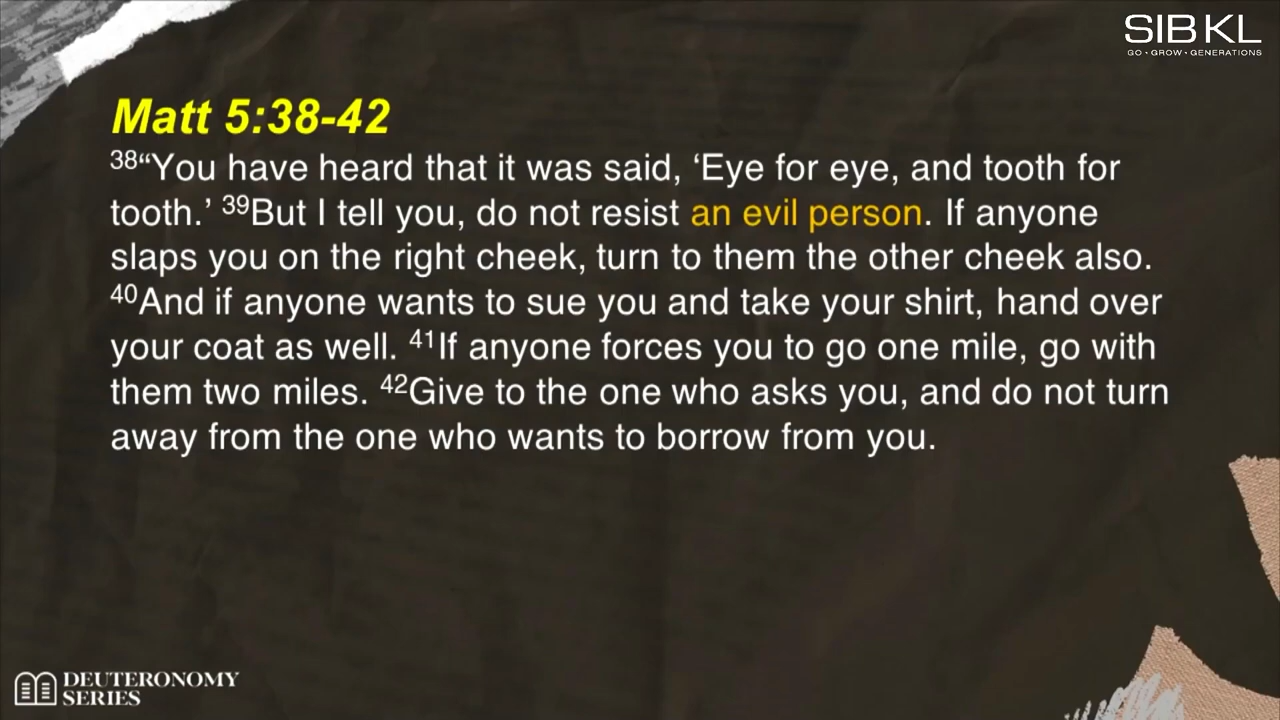 SIB KL
GO • GROW • GENERATIONS
Matt 5:38-42
38“You have heard that it was said, ‘Eye for eye, and tooth for
tooth.’ 39But I tell you, do not resist an evil person. If anyone
slaps you on the right cheek, turn to them the other cheek also.
40And if anyone wants to sue you and take your shirt, hand over
your coat as well. 41If anyone forces you to go one mile, go with
them two miles. 42Give to the one who asks you, and do not turn
away from the one who wants to borrow from you.
DEUTERONOMY
SERIES